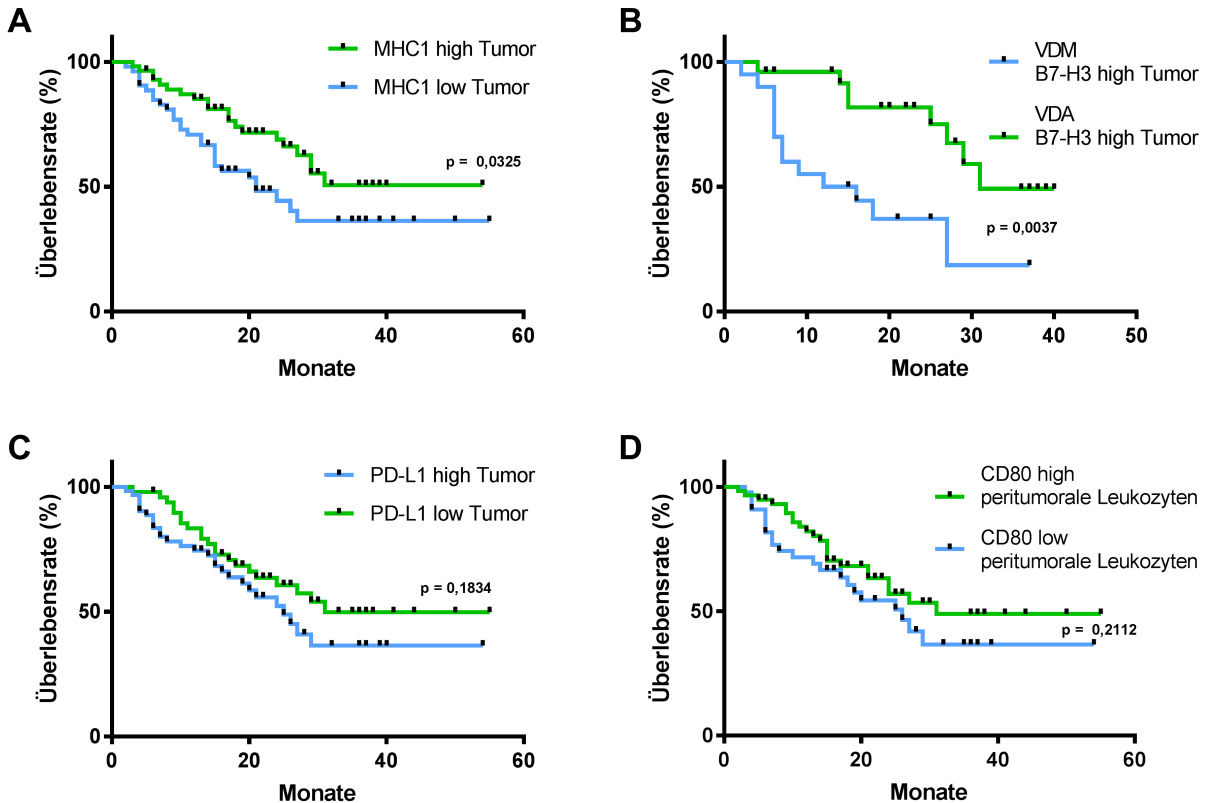 A
MHC1 high Tumor
MHC1 low Tumor
Überlebensrate (%)
100
50
0
p = 0,0325
0 20 40 60
Monate
B
VDM
B7-H3 high Tumor
VDA
B7-H3 high Tumor
Überlebensrate (%)
100
50
0
p = 0,0037
0 10 20 30 40 50
Monate
C
PD-L1 high Tumor
PD-L1 low Tumor
Überlebensrate (%)
100
50
0
p = 0,1834
0 20 40 60
Monate
D
CD80 high
peritumorale Leukozyten
CD80 low
peritumorale Leukozyten
Überlebensrate (%)
100
50
0
p = 0,2112
0 20 40 60
Monate